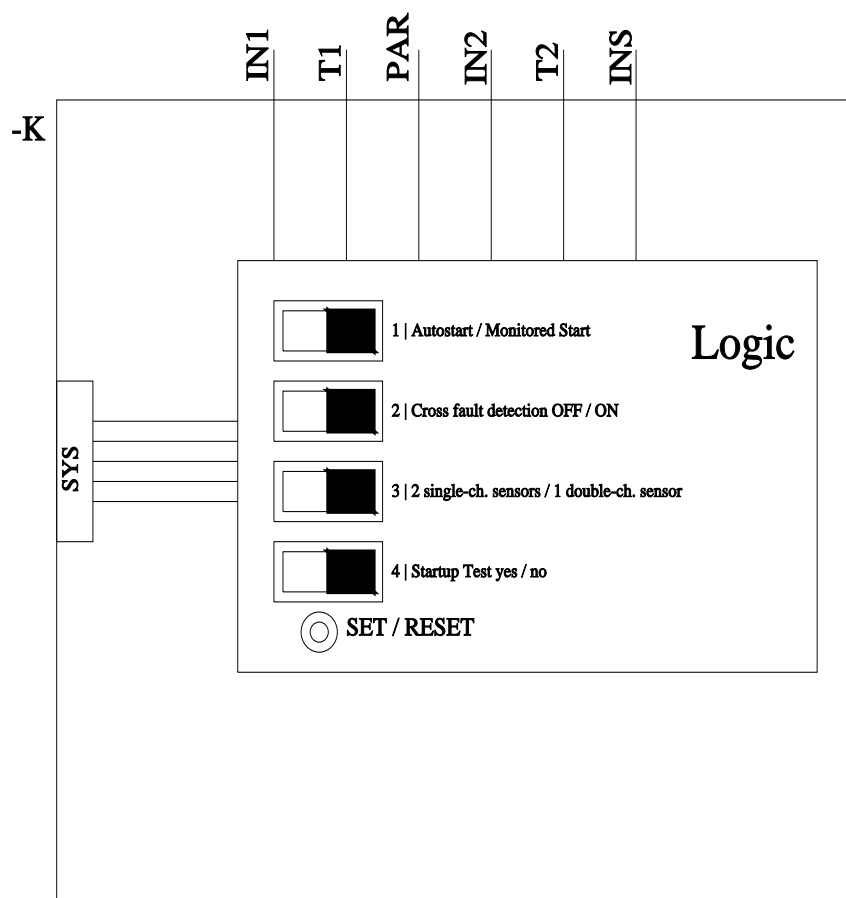 IN1
T1
PAR
IN2
T2
INS
-K
1 | Autostart / Monitored Start
Logic
2 | Cross fault detection OFF / ON
SYS
3 | 2 single-ch. sensors / 1 double-ch. sensor
4 | Startup Test yes / no
SET / RESET